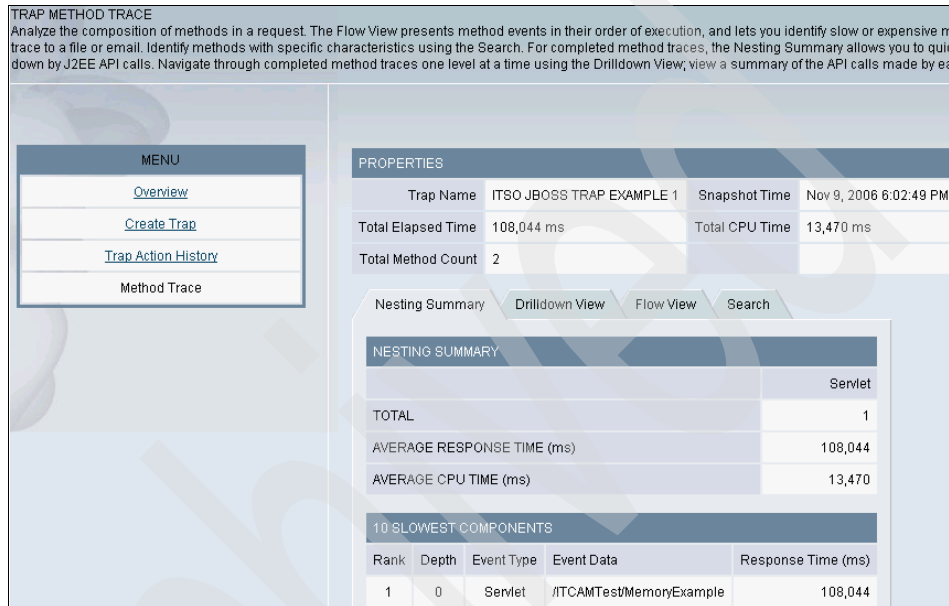 TRAP METHOD TRACE
Analyze the composition of methods in a request. The Flow View presents method events in their order of execution, and lets you identify slow or expensive
trace to a file or email. Identify methods with specific characteristics using the Search. For completed method traces, the Nesting Summary allows you to
down by J2EE API calls. Navigate through completed method traces one level at a time using the Drilldown View; view a summary of the API calls made by
MENU
Overview
Create Trap
Trap Action History
Method Trace
PROPERTIES
Trap Name ITSO JBOSS TRAP EXAMPLE 1 Snapshot Time Nov 9, 2006 6:02:49 PM
Total Elapsed Time 108,044 ms Total CPU Time 13,470 ms
Total Method Count 2
Nesting Summary Drilldown View Flow View Search
NESTING SUMMARY
Servlet
TOTAL 1
AVERAGE RESPONSE TIME (ms) 108,044
AVERAGE CPU TIME (ms) 13,470
10 SLOWEST COMPONENTS
Rank Depth Event Type Event Data Response Time (ms)
1 0 Servlet /ITCAMTest/MemoryExample 108,044